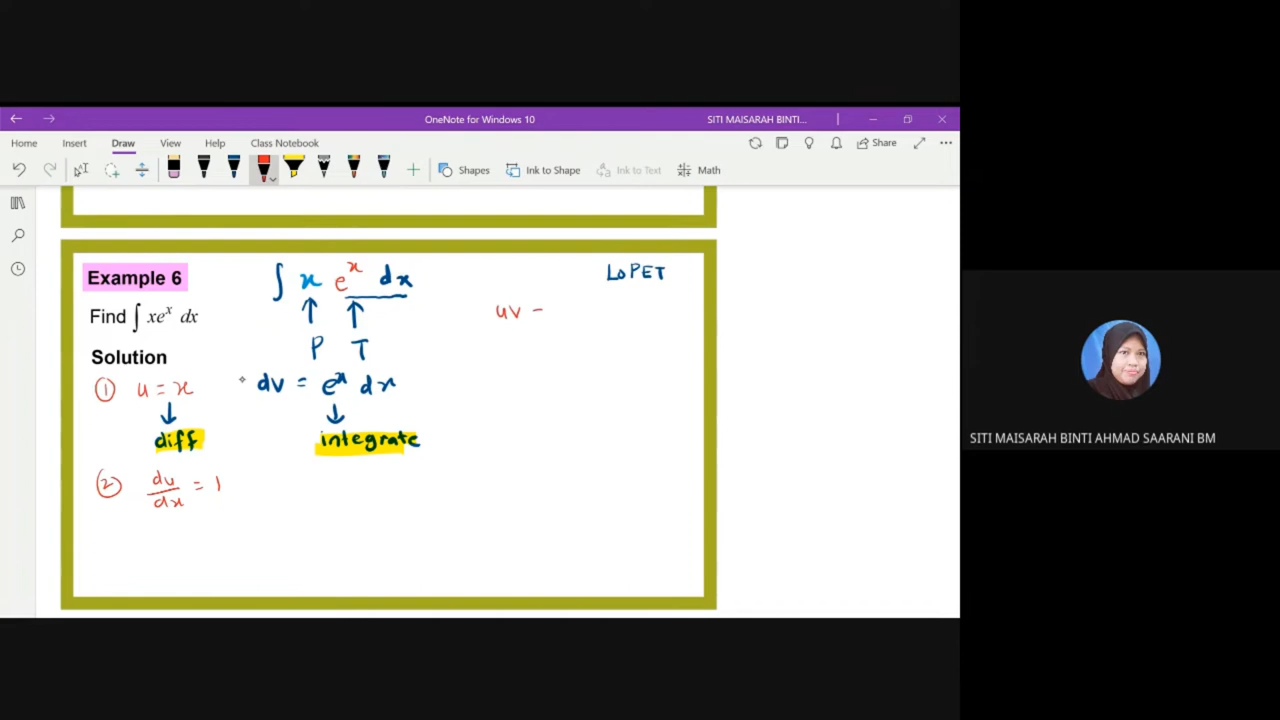 OneNote for Windows 10
SITI MAISARAH BINTI...
Home Insert Draw View Help Class Notebook
Share
Shapes
Ink to Shape
Ink to Text
Math
Example 6
∫ x e^x dx
LOPET
Find ∫ xe^x dx
uv −
P T
Solution
① u = x
dv = e^x dx
diff
integrate
② du/dx = 1
SITI MAISARAH BINTI AHMAD SAARANI BM